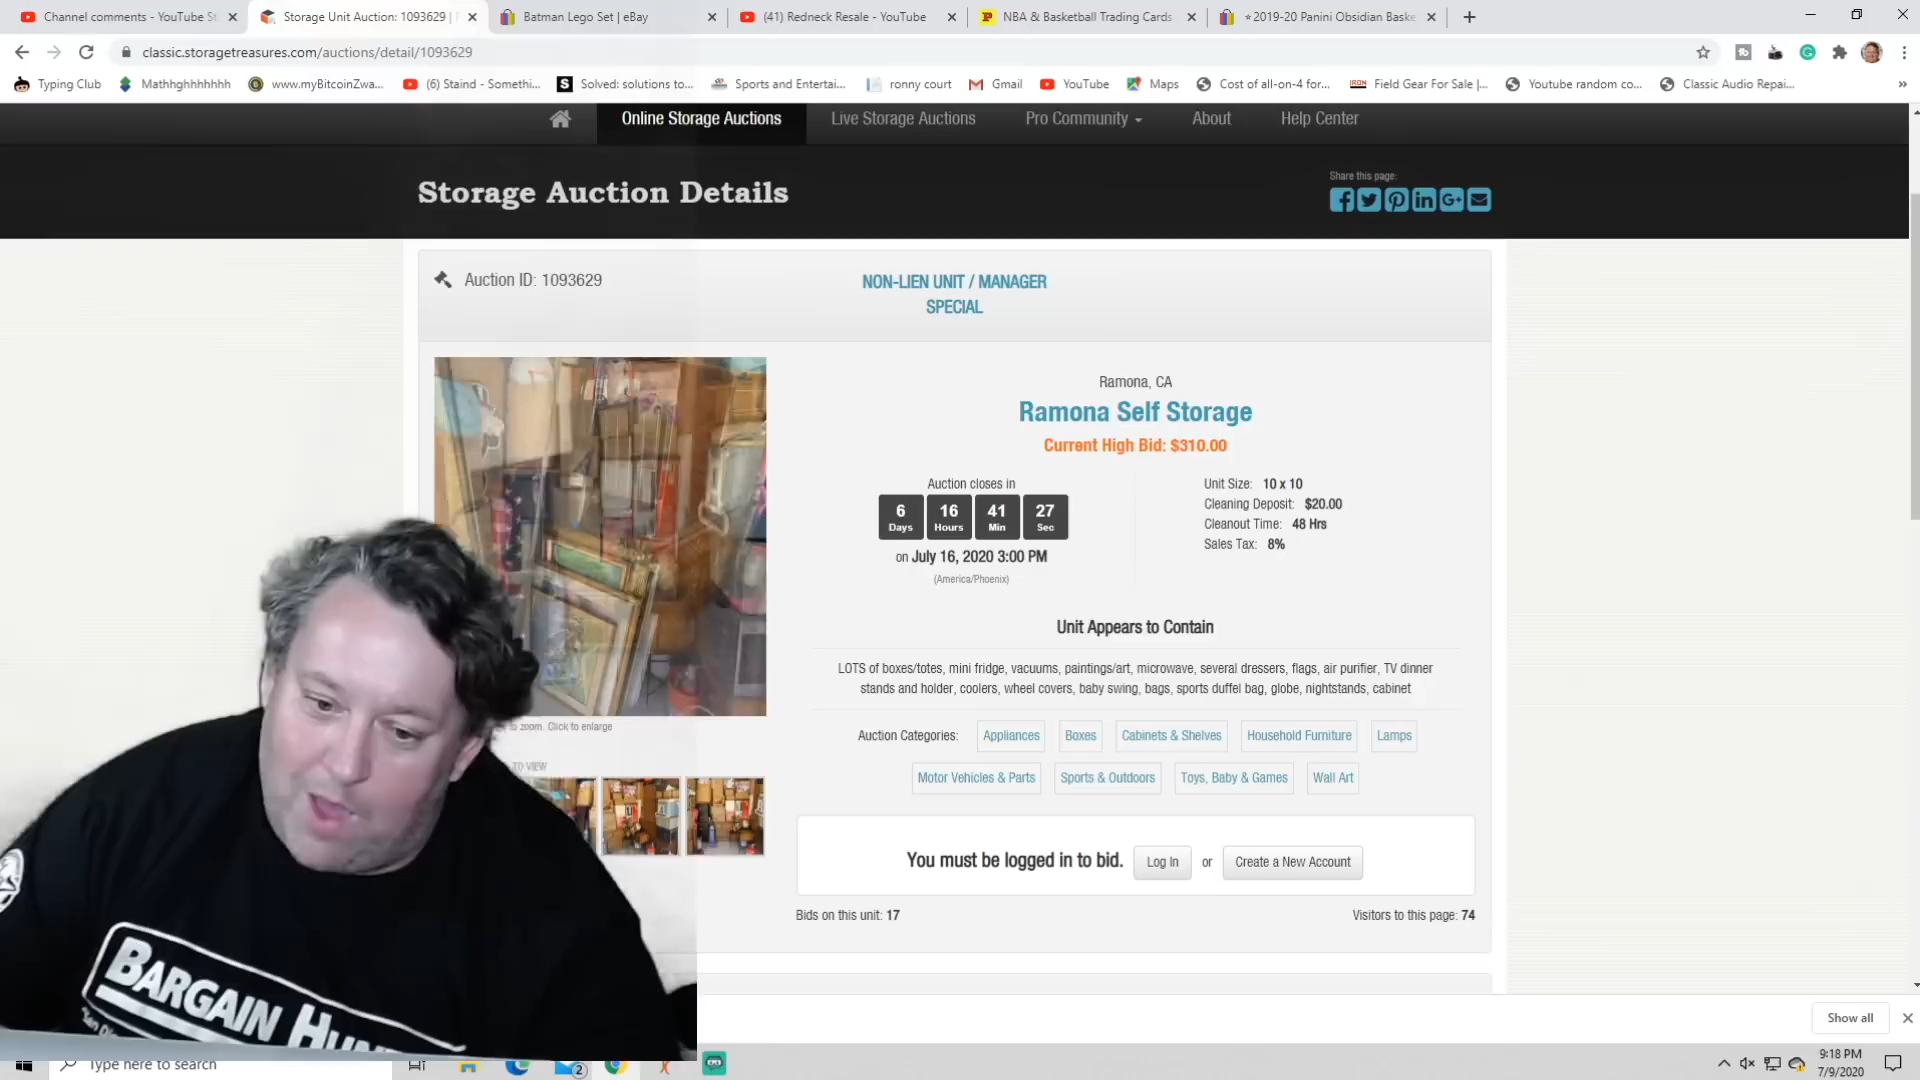 Channel comments - YouTube St
Storage Unit Auction: 1093629 |
Batman Lego Set | eBay
(41) Redneck Resale - YouTube
NBA & Basketball Trading Cards
2019-20 Panini Obsidian Baske
classic.storagetreasures.com/auctions/detail/1093629
Typing Club
Mathhghhhhhhh
www.myBitcoinZwa...
(6) Staind - Somethi...
Solved: solutions to...
Sports and Entertai...
ronny court
Gmail
YouTube
Maps
Cost of all-on-4 for...
Field Gear For Sale |...
Youtube random co...
Classic Audio Repai...
Online Storage Auctions
Live Storage Auctions
Pro Community
About
Help Center
Storage Auction Details
Share this page:
Auction ID: 1093629
NON-LIEN UNIT / MANAGER
SPECIAL
Ramona, CA
Ramona Self Storage
Current High Bid: $310.00
Auction closes in
6 16 41 27
Days Hours Min Sec
on July 16, 2020 3:00 PM
(America/Phoenix)
Unit Size: 10 x 10
Cleaning Deposit: $20.00
Cleanout Time: 48 Hrs
Sales Tax: 8%
Unit Appears to Contain
LOTS of boxes/totes, mini fridge, vacuums, paintings/art, microwave, several dressers, flags, air purifier, TV dinner
stands and holder, coolers, wheel covers, baby swing, bags, sports duffel bag, globe, nightstands, cabinet
Auction Categories: Appliances Boxes Cabinets & Shelves Household Furniture Lamps
Motor Vehicles & Parts Sports & Outdoors Toys, Baby & Games Wall Art
to zoom. Click to enlarge
TO VIEW
You must be logged in to bid. Log In or Create a New Account
Bids on this unit: 17
Visitors to this page: 74
BARGAIN HUN
San Di
Show all
Type here to search
2
9:18 PM
7/9/2020